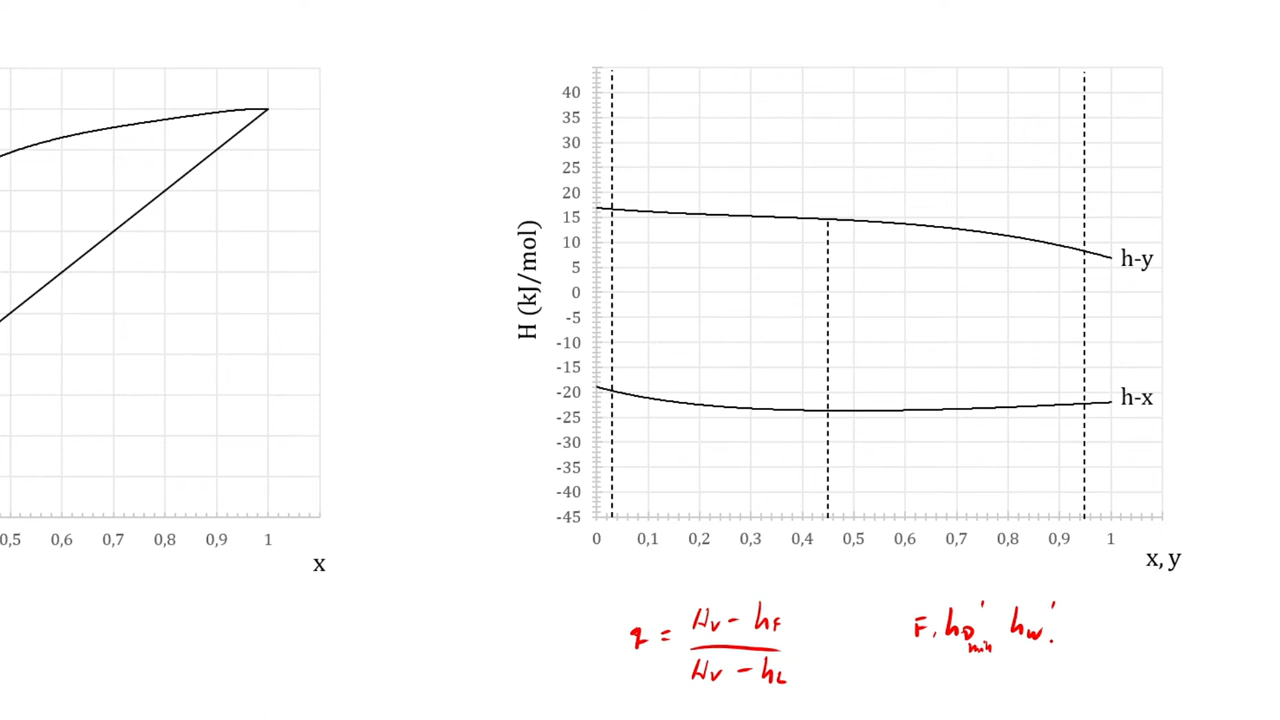 40
35
30
25
20
15
10
5
0
-5
-10
-15
-20
-25
-30
-35
-40
-45
H (kJ/mol)
h-y
h-x
0,5 0,6 0,7 0,8 0,9 1
x
0 0,1 0,2 0,3 0,4 0,5 0,6 0,7 0,8 0,9 1
x, y
q = Hv - hF
Hv - hL
F, hD'min hw'.